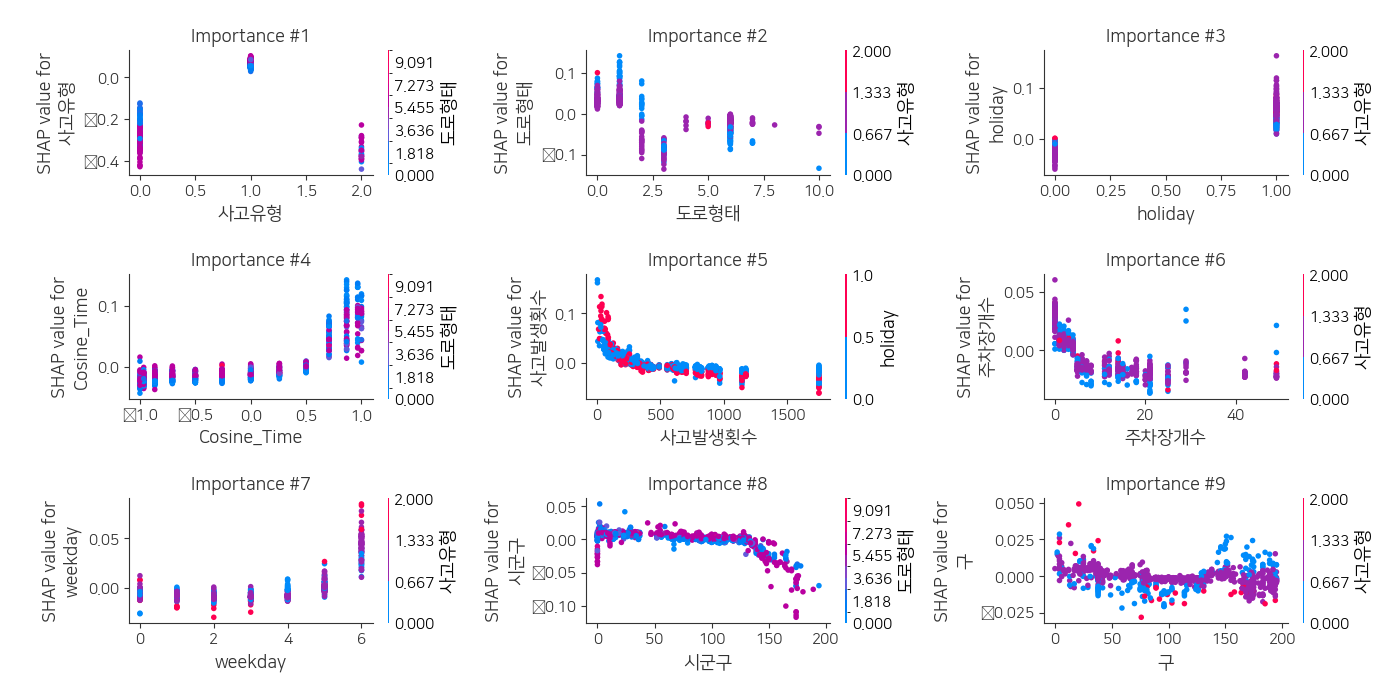 Importance #1
SHAP value for
사고유형
0.0
0.2
0.4
0.0
0.5
1.0
1.5
2.0
사고유형
9.091
7.273
5.455
3.636
1.818
0.000
도로형태
Importance #2
SHAP value for
도로형태
0.1
0.0
0.1
0.0
2.5
5.0
7.5
10.0
도로형태
2.000
1.333
0.667
0.000
사고유형
Importance #3
SHAP value for
holiday
0.1
0.0
0.00
0.25
0.50
0.75
1.00
holiday
2.000
1.333
0.667
0.000
사고유형
Importance #4
SHAP value for
Cosine_Time
0.1
0.0
1.0
0.5
0.0
0.5
1.0
Cosine_Time
9.091
7.273
5.455
3.636
1.818
0.000
도로형태
Importance #5
SHAP value for
사고발생횟수
0.1
0.0
0
500
1000
1500
사고발생횟수
1.0
0.5
0.0
holiday
Importance #6
SHAP value for
주차장개수
0.05
0.00
0
20
40
주차장개수
2.000
1.333
0.667
0.000
사고유형
Importance #7
SHAP value for
weekday
0.05
0.00
0
2
4
6
weekday
2.000
1.333
0.667
0.000
사고유형
Importance #8
SHAP value for
시군구
0.05
0.00
0.05
0.10
0
50
100
150
200
시군구
9.091
7.273
5.455
3.636
1.818
0.000
도로형태
Importance #9
SHAP value for
구
0.050
0.025
0.000
0.025
0
50
100
150
200
구
2.000
1.333
0.667
0.000
사고유형